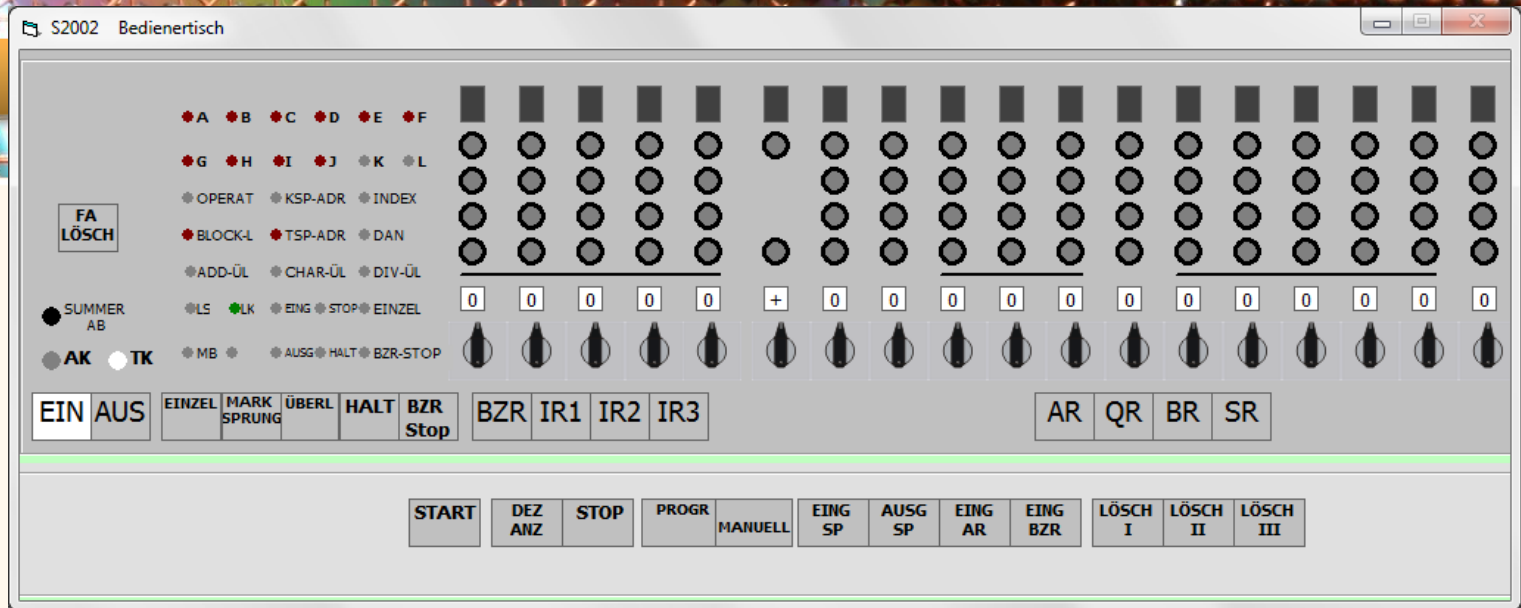 S2002 Bedienertisch
A B C D E F
G H I J K L
OPERAT KSP-ADR INDEX
FA
LÖSCH
BLOCK-L TSP-ADR DAN
ADD-ÜL CHAR-ÜL DIV-ÜL
0 0 0 0 0 + 0 0 0 0 0 0 0 0 0 0 0 0
SUMMER
AB
LS LK EING STOP EINZEL
AK TK
MB AUSG HALT BZR-STOP
EIN AUS
EINZEL
MARK
SPRUNG
ÜBERL
HALT
BZR
Stop
BZR IR1 IR2 IR3
AR QR BR SR
START
DEZ
ANZ
STOP
PROGR
MANUELL
EING
SP
AUSG
SP
EING
AR
EING
BZR
LÖSCH
I
LÖSCH
II
LÖSCH
III